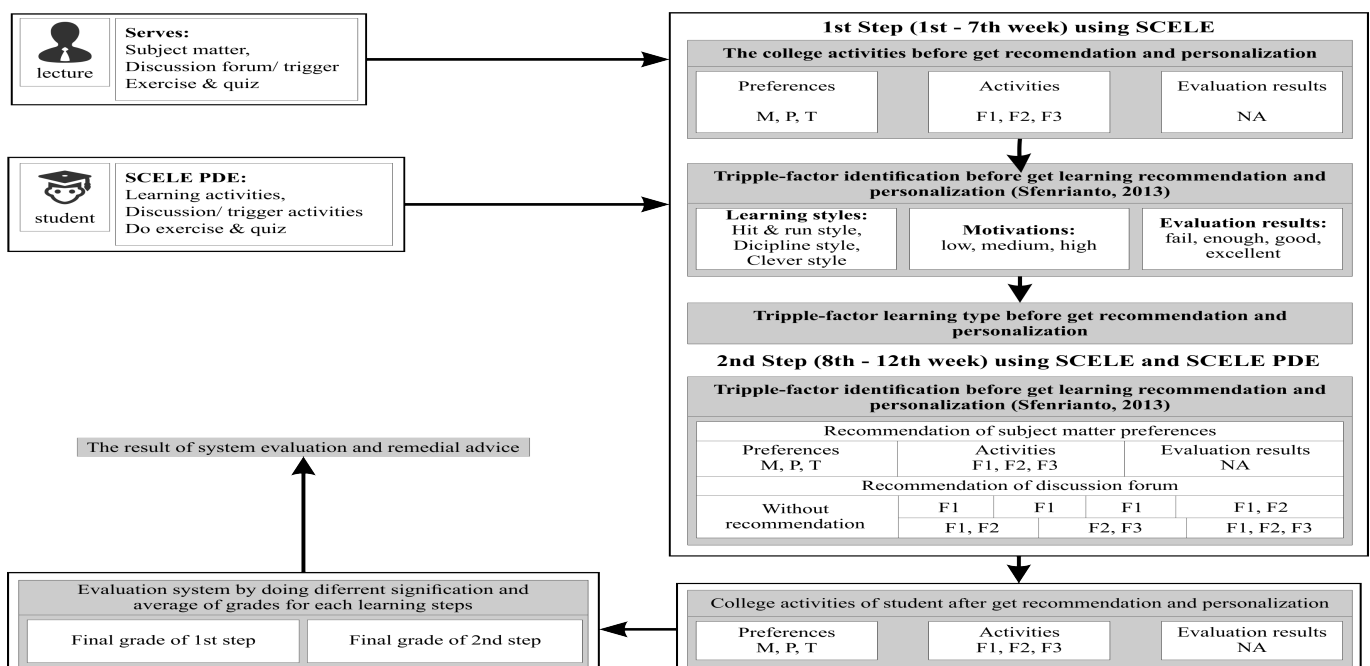 lecture
Serves:
Subject matter,
Discussion forum/ trigger
Exercise & quiz
student
SCELE PDE:
Learning activities,
Discussion/ trigger activities
Do exercise & quiz
1st Step (1st - 7th week) using SCELE
The college activities before get recomendation and personalization
Preferences
M, P, T
Activities
F1, F2, F3
Evaluation results
NA
Tripple-factor identification before get learning recommendation and
personalization (Sfenrianto, 2013)
Learning styles:
Hit & run style,
Dicipline style,
Clever style
Motivations:
low, medium, high
Evaluation results:
fail, enough, good,
excellent
Tripple-factor learning type before get recommendation and
personalization
2nd Step (8th - 12th week) using SCELE and SCELE PDE
Tripple-factor identification before get learning recommendation and
personalization (Sfenrianto, 2013)
Recommendation of subject matter preferences
Preferences
M, P, T
Activities
F1, F2, F3
Evaluation results
NA
Recommendation of discussion forum
Without
recommendation
F1
F1
F1
F1, F2
F1, F2
F2, F3
F1, F2, F3
College activities of student after get recommendation and personalization
Preferences
M, P, T
Activities
F1, F2, F3
Evaluation results
NA
Evaluation system by doing diferrent signification and
average of grades for each learning steps
Final grade of 1st step
Final grade of 2nd step
The result of system evaluation and remedial advice